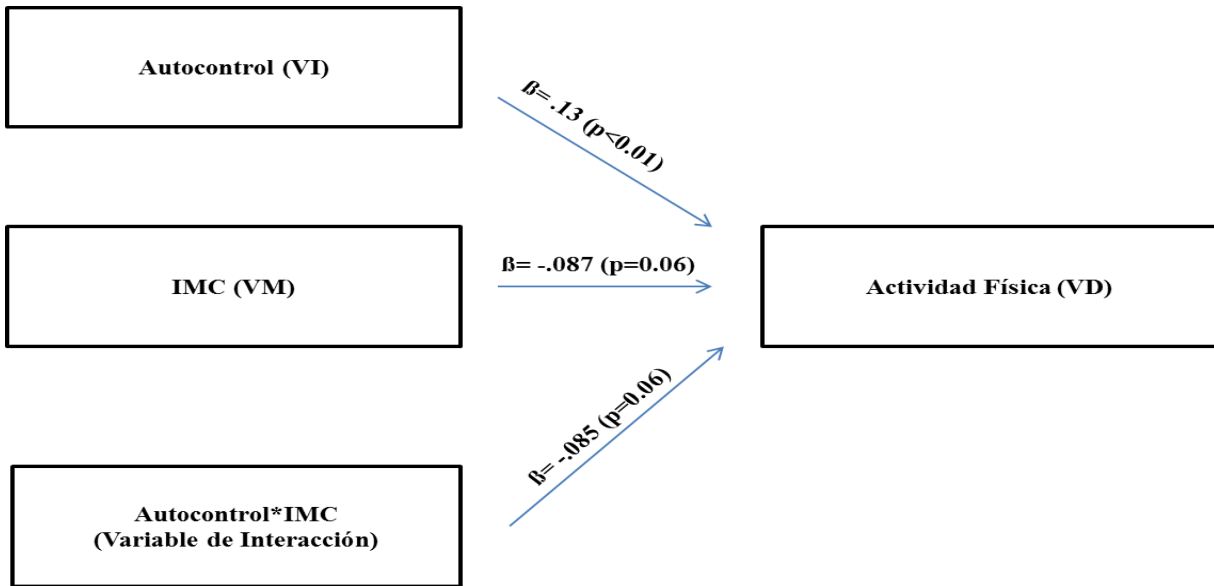 Autocontrol (VI)
ß= .13 (p<0.01)
IMC (VM)
ß= -.087 (p=0.06)
Actividad Física (VD)
ß= -.085 (p=0.06)
Autocontrol*IMC
(Variable de Interacción)